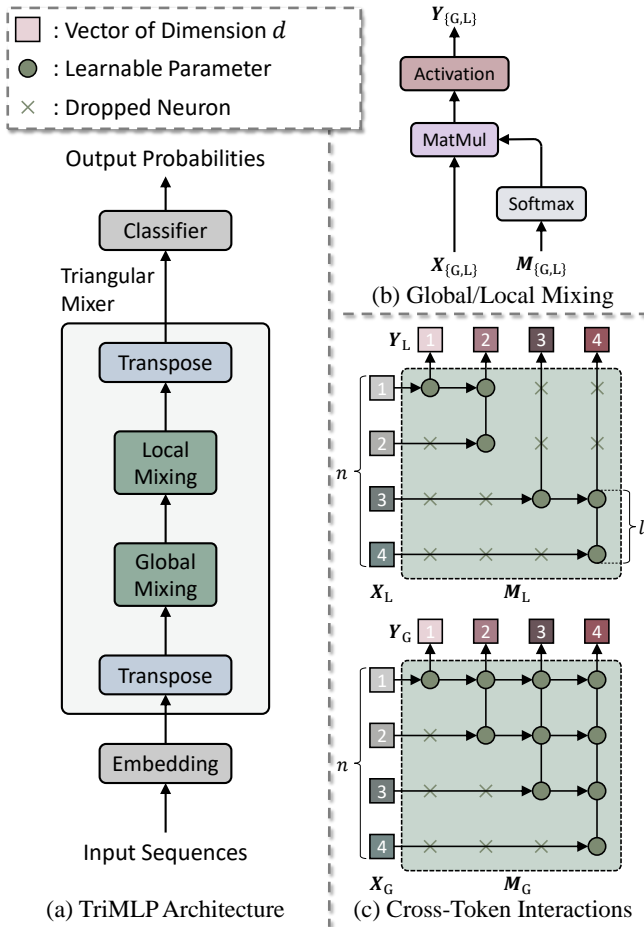 : Vector of Dimension d
: Learnable Parameter
: Dropped Neuron
Output Probabilities
Classifier
Triangular
Mixer
Transpose
Local
Mixing
Global
Mixing
Transpose
Embedding
Input Sequences
(a) TriMLP Architecture
Y{G,L}
Activation
MatMul
Softmax
X{G,L}
M{G,L}
(b) Global/Local Mixing
YL 1 2 3 4
1
2
n
3
l
4
XL
ML
YG 1 2 3 4
1
2
n
3
4
XG
MG
(c) Cross-Token Interactions